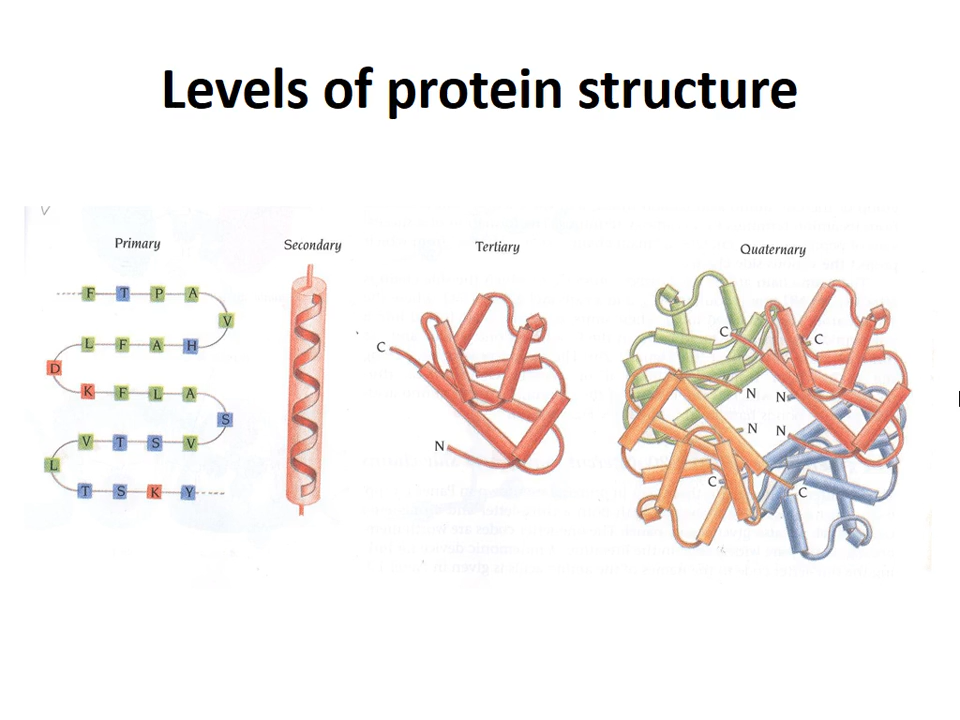 Levels of protein structure
Primary
Secondary
Tertiary
Quaternary
F T P A
V
L F A H
D
K F L A
S
V T S V
L
T S K Y
C
N
C
C
N N
N N
C
C